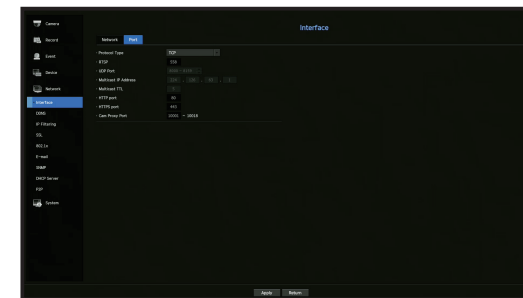 Interface
Camera
Record
Event
Device
Network
Interface
DDNS
IP Filtering
SSL
802.1x
E-mail
SNMP
DHCP Server
P2P
System
Network Port
· Protocol Type TCP
· RTSP 558
· UDP Port
· Multicast IP Address
· Multicast TTL
· HTTP port 80
· HTTPS port 443
· Cam Proxy Port ~ 10019
Apply Return